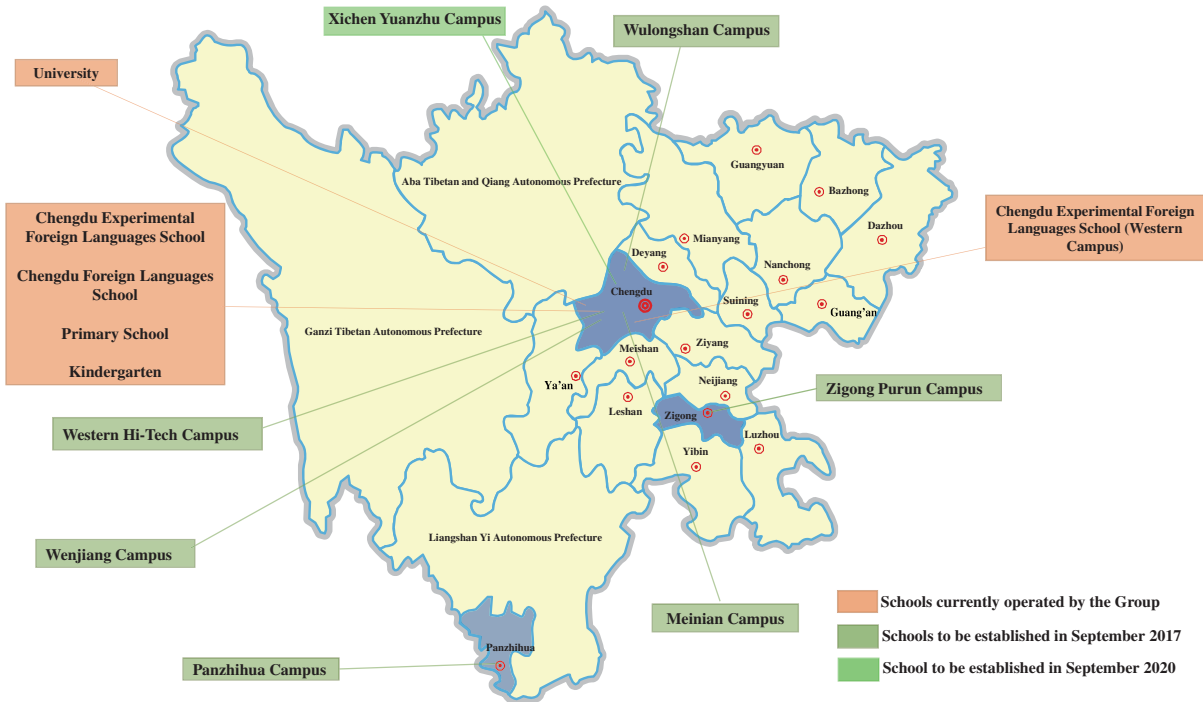 Xichen Yuanzhu Campus
Wulongshan Campus
University
Guangyuan
Bazhong
Aba Tibetan and Qiang Autonomous Prefecture
Chengdu Experimental
Foreign Languages School
Chengdu Foreign Languages
School
Primary School
Kindergarten
Chengdu Experimental Foreign
Languages School (Western
Campus)
Dazhou
Mianyang
Deyang
Nanchong
Chengdu
Suining
Guang'an
Ganzi Tibetan Autonomous Prefecture
Meishan
Ziyang
Ya'an
Neijiang
Zigong Purun Campus
Leshan
Zigong
Western Hi-Tech Campus
Luzhou
Yibin
Wenjiang Campus
Liangshan Yi Autonomous Prefecture
Meinian Campus
Panzhihua
Panzhihua Campus
Schools currently operated by the Group
Schools to be established in September 2017
School to be established in September 2020